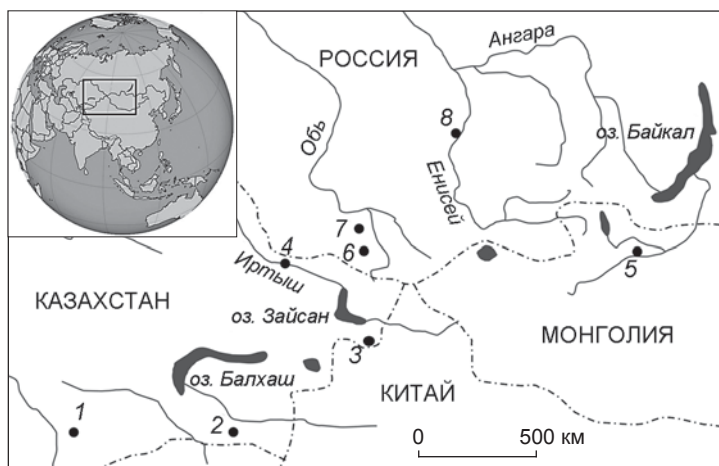 РОССИЯ
Ангара
8
оз. Байкал
Обь
Енисей
7
6
4
5
Иртыш
КАЗАХСТАН
оз. Зайсан
МОНГОЛИЯ
3
оз. Балхаш
КИТАЙ
1
2
0 500 км